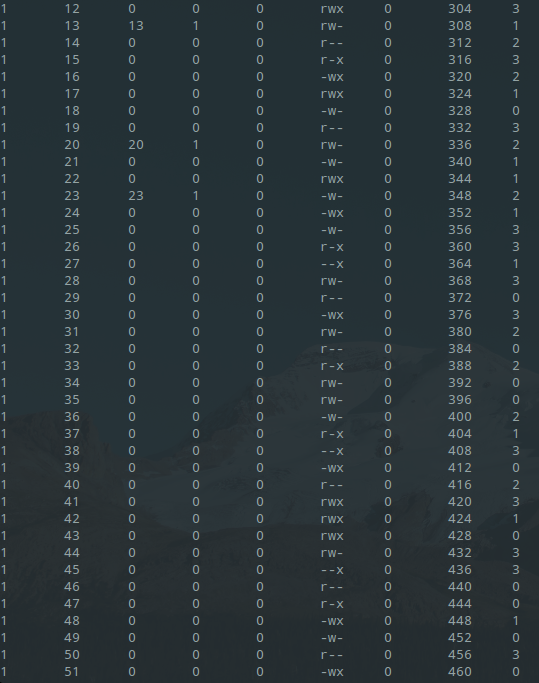 1 12 0 0 0 rwx 0 304 3
1 13 13 1 0 rw- 0 308 1
1 14 0 0 0 r-- 0 312 2
1 15 0 0 0 r-x 0 316 3
1 16 0 0 0 -wx 0 320 2
1 17 0 0 0 rwx 0 324 1
1 18 0 0 0 -w- 0 328 0
1 19 0 0 0 r-- 0 332 3
1 20 20 1 0 rw- 0 336 2
1 21 0 0 0 -w- 0 340 1
1 22 0 0 0 rwx 0 344 1
1 23 23 1 0 -w- 0 348 2
1 24 0 0 0 -wx 0 352 1
1 25 0 0 0 -w- 0 356 3
1 26 0 0 0 r-x 0 360 3
1 27 0 0 0 --x 0 364 1
1 28 0 0 0 rw- 0 368 3
1 29 0 0 0 r-- 0 372 0
1 30 0 0 0 -wx 0 376 3
1 31 0 0 0 rw- 0 380 2
1 32 0 0 0 r-- 0 384 0
1 33 0 0 0 r-x 0 388 2
1 34 0 0 0 rw- 0 392 0
1 35 0 0 0 rw- 0 396 0
1 36 0 0 0 -w- 0 400 2
1 37 0 0 0 r-x 0 404 1
1 38 0 0 0 --x 0 408 3
1 39 0 0 0 -wx 0 412 0
1 40 0 0 0 r-- 0 416 2
1 41 0 0 0 rwx 0 420 3
1 42 0 0 0 rwx 0 424 1
1 43 0 0 0 rwx 0 428 0
1 44 0 0 0 rw- 0 432 3
1 45 0 0 0 --x 0 436 3
1 46 0 0 0 r-- 0 440 0
1 47 0 0 0 r-x 0 444 0
1 48 0 0 0 -wx 0 448 1
1 49 0 0 0 -w- 0 452 0
1 50 0 0 0 r-- 0 456 3
1 51 0 0 0 -wx 0 460 0